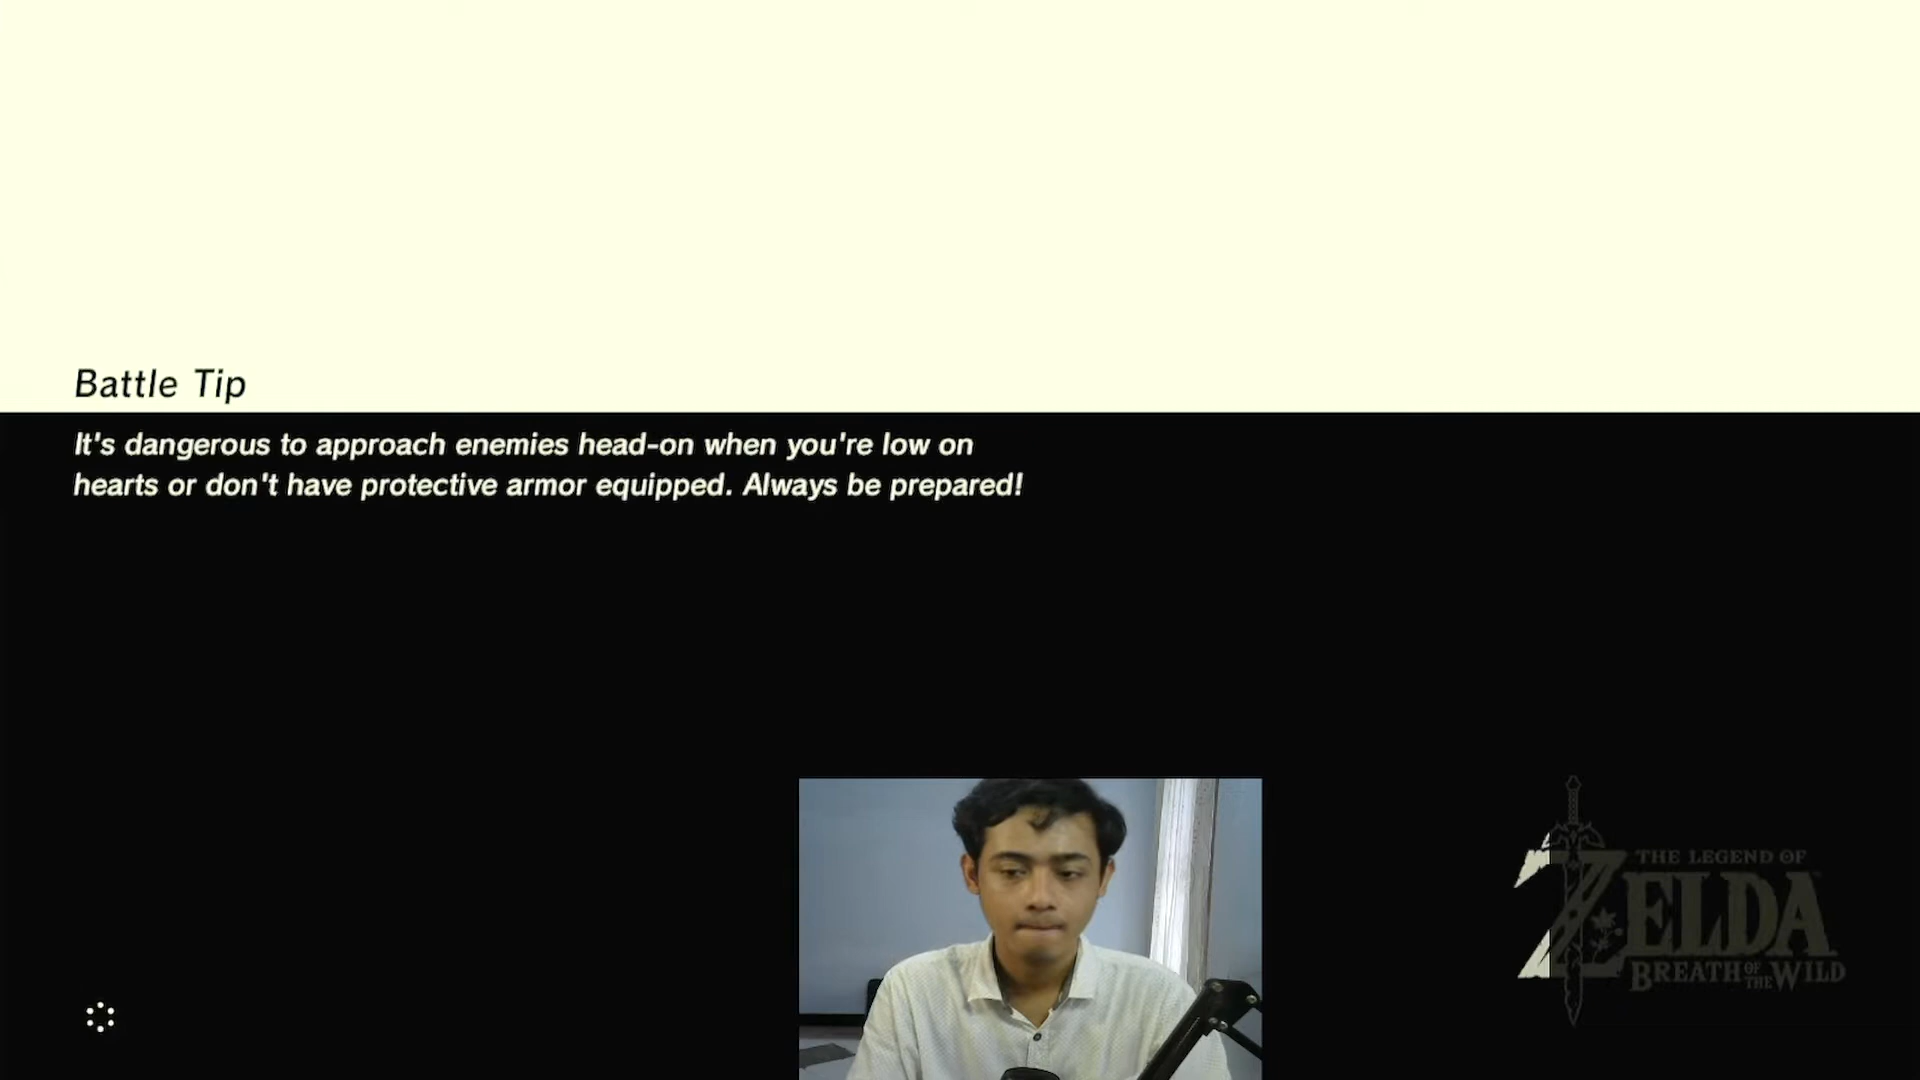 Battle Tip
It's dangerous to approach enemies head-on when you're low on
hearts or don't have protective armor equipped. Always be prepared!
THE LEGEND OF
ZELDA
BREATH OF THE WILD